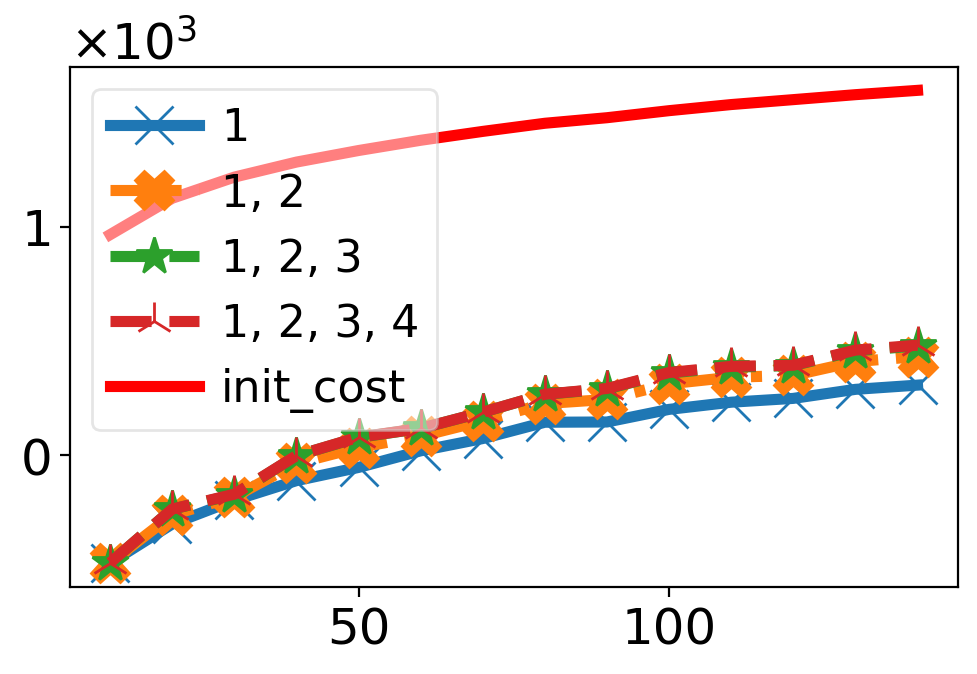 ×10³
1
1, 2
1, 2, 3
1, 2, 3, 4
init_cost
1
0
50
100